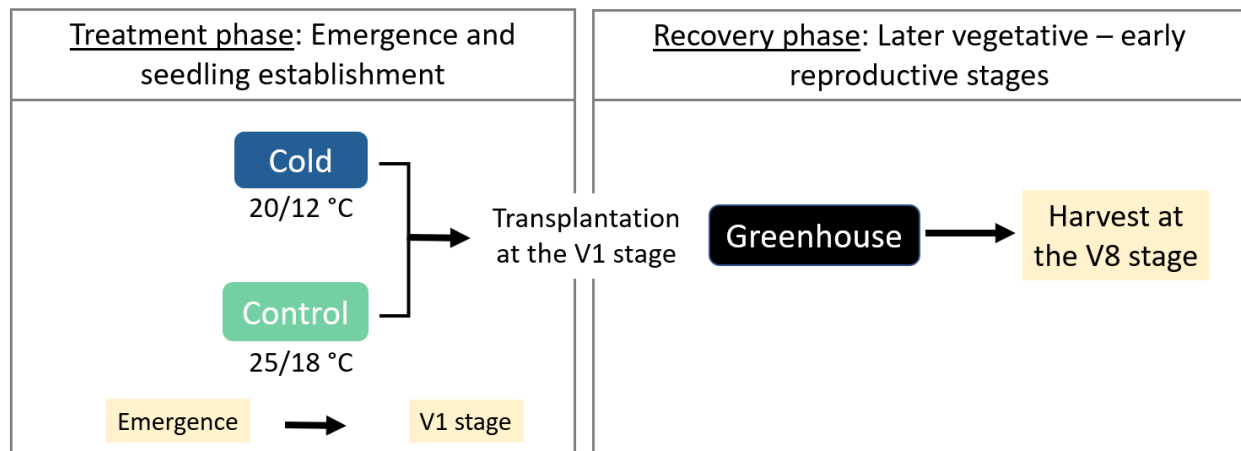 Treatment phase: Emergence and
seedling establishment
Cold
20/12 °C
Control
25/18 °C
Emergence
V1 stage
Transplantation
at the V1 stage
Recovery phase: Later vegetative – early
reproductive stages
Greenhouse
Harvest at
the V8 stage